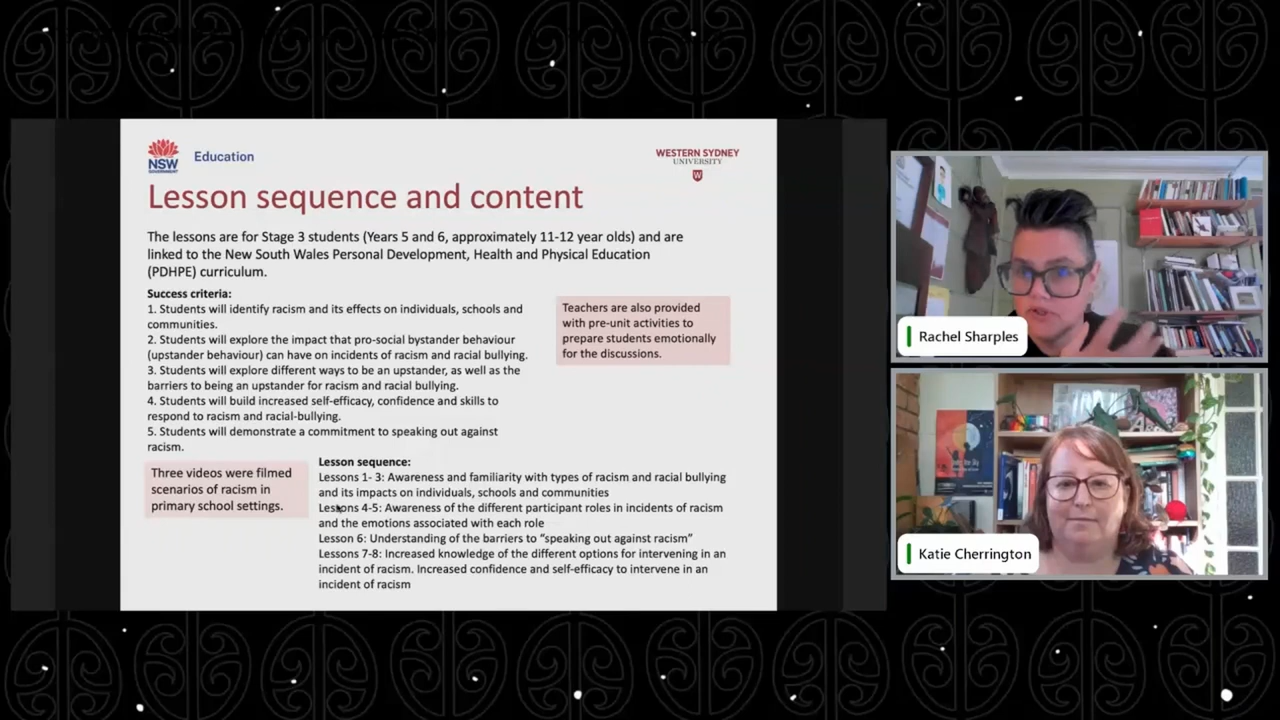 NSW
GOVERNMENT
Education
WESTERN SYDNEY
UNIVERSITY
W
Lesson sequence and content
The lessons are for Stage 3 students (Years 5 and 6, approximately 11-12 year olds) and are
linked to the New South Wales Personal Development, Health and Physical Education
(PDHPE) curriculum.
Success criteria:
1. Students will identify racism and its effects on individuals, schools and
communities.
2. Students will explore the impact that pro-social bystander behaviour
(upstander behaviour) can have on incidents of racism and racial bullying.
3. Students will explore different ways to be an upstander, as well as the
barriers to being an upstander for racism and racial bullying.
4. Students will build increased self-efficacy, confidence and skills to
respond to racism and racial-bullying.
5. Students will demonstrate a commitment to speaking out against
racism.
Teachers are also provided
with pre-unit activities to
prepare students emotionally
for the discussions.
Three videos were filmed
scenarios of racism in
primary school settings.
Lesson sequence:
Lessons 1- 3: Awareness and familiarity with types of racism and racial bullying
and its impacts on individuals, schools and communities
Lessons 4-5: Awareness of the different participant roles in incidents of racism
and the emotions associated with each role
Lesson 6: Understanding of the barriers to “speaking out against racism”
Lessons 7-8: Increased knowledge of the different options for intervening in an
incident of racism. Increased confidence and self-efficacy to intervene in an
incident of racism
Rachel Sharples
Katie Cherrington